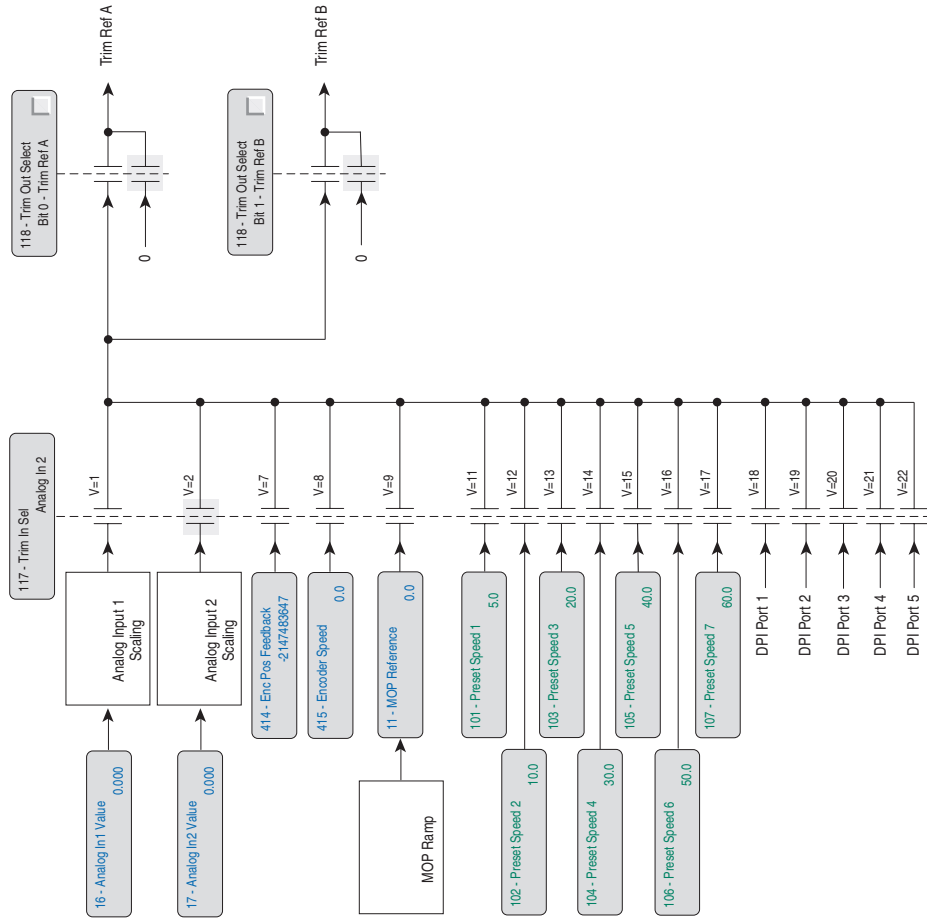 117 - Trim In Sel
Analog In 2
118 - Trim Out Select
Bit 0 - Trim Ref A
Trim Ref A
0
118 - Trim Out Select
Bit 1 - Trim Ref B
Trim Ref B
0
16 - Analog In1 Value
0.000
Analog Input 1
Scaling
V=1
17 - Analog In2 Value
0.000
Analog Input 2
Scaling
V=2
414 - Enc Pos Feedback
-2147483647
V=7
415 - Encoder Speed
0.0
V=8
MOP Ramp
11 - MOP Reference
0.0
V=9
101 - Preset Speed 1
5.0
V=11
102 - Preset Speed 2
10.0
V=12
103 - Preset Speed 3
20.0
V=13
104 - Preset Speed 4
30.0
V=14
105 - Preset Speed 5
40.0
V=15
106 - Preset Speed 6
50.0
V=16
107 - Preset Speed 7
60.0
V=17
DPI Port 1
V=18
DPI Port 2
V=19
DPI Port 3
V=20
DPI Port 4
V=21
DPI Port 5
V=22